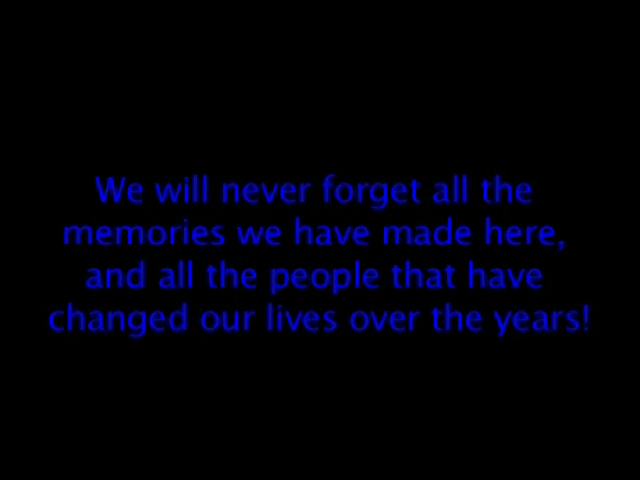 We will never forget all the
memories we have made here,
and all the people that have
changed our lives over the years!